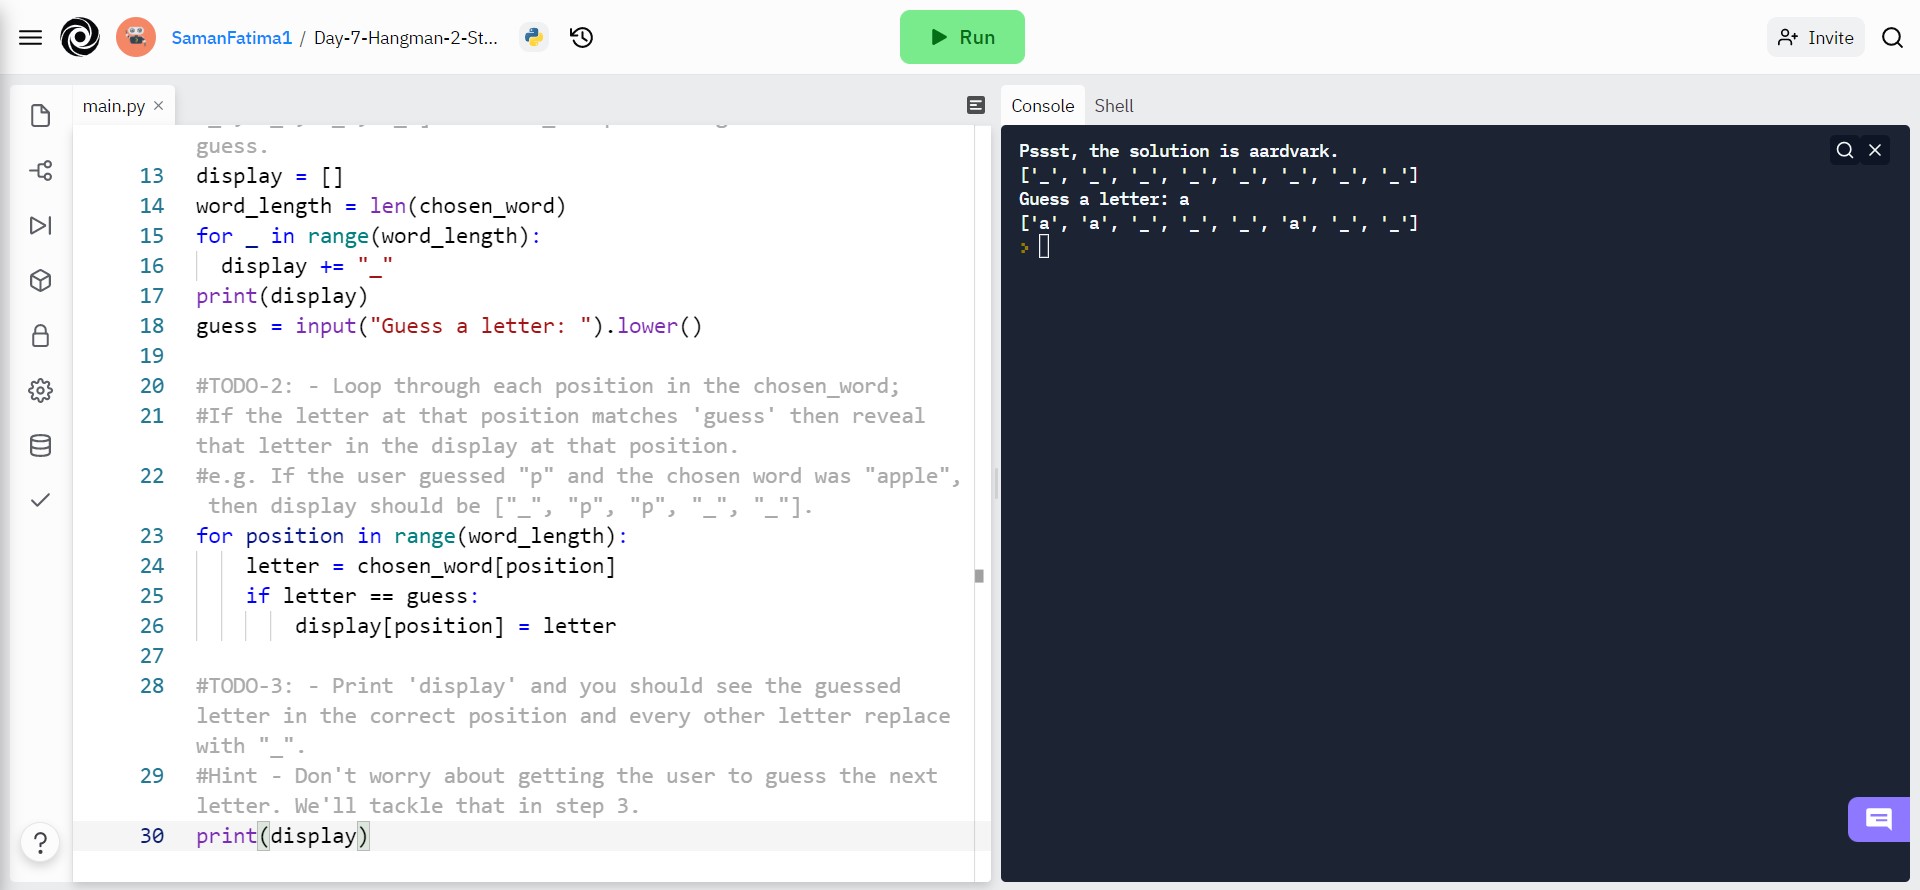 SamanFatima1 / Day-7-Hangman-2-St...
Run
Invite
main.py
guess.
13 display = []
14 word_length = len(chosen_word)
15 for _ in range(word_length):
16 display += "_"
17 print(display)
18 guess = input("Guess a letter: ").lower()
19
20 #TODO-2: - Loop through each position in the chosen_word;
21 #If the letter at that position matches 'guess' then reveal
that letter in the display at that position.
22 #e.g. If the user guessed "p" and the chosen word was "apple",
then display should be ["_", "p", "p", "_", "_"].
23 for position in range(word_length):
24 letter = chosen_word[position]
25 if letter == guess:
26 display[position] = letter
27
28 #TODO-3: - Print 'display' and you should see the guessed
letter in the correct position and every other letter replace
with "_".
29 #Hint - Don't worry about getting the user to guess the next
letter. We'll tackle that in step 3.
30 print(display)
?
Console Shell
Pssst, the solution is aardvark.
['_', '_', '_', '_', '_', '_', '_', '_']
Guess a letter: a
['a', 'a', '_', '_', '_', 'a', '_', '_']